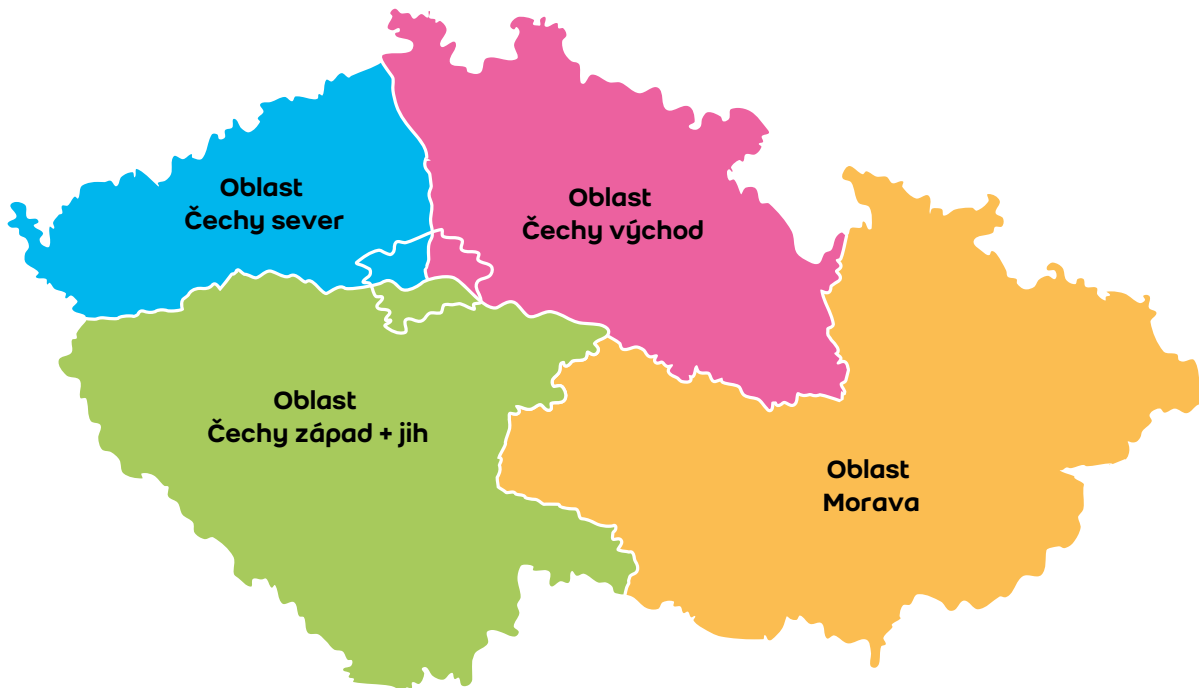 Oblast
Čechy sever
Oblast
Čechy východ
Oblast
Čechy západ + jih
Oblast
Morava